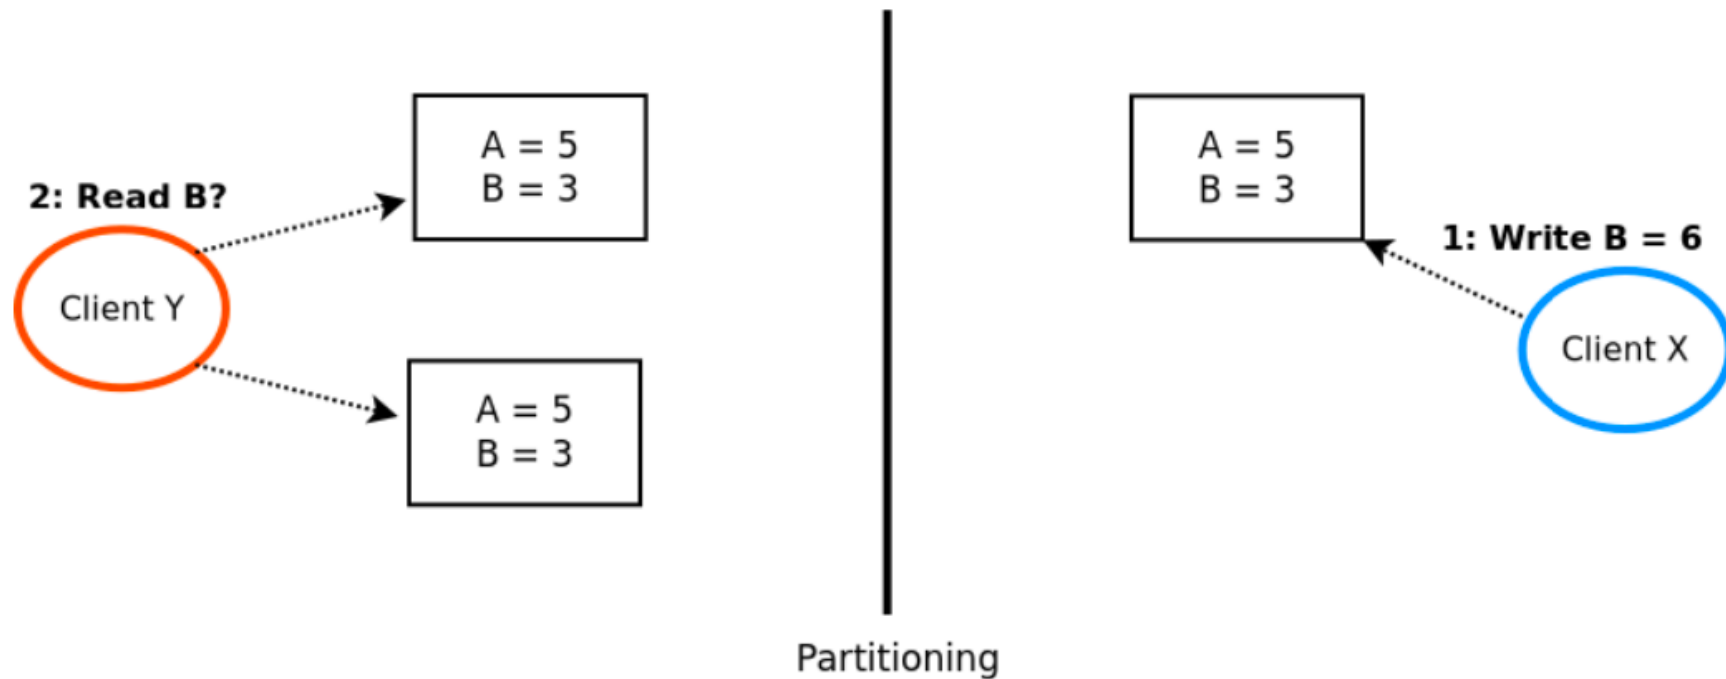 2: Read B?
Client Y
A = 5
B = 3
A = 5
B = 3
A = 5
B = 3
1: Write B = 6
Client X
Partitioning